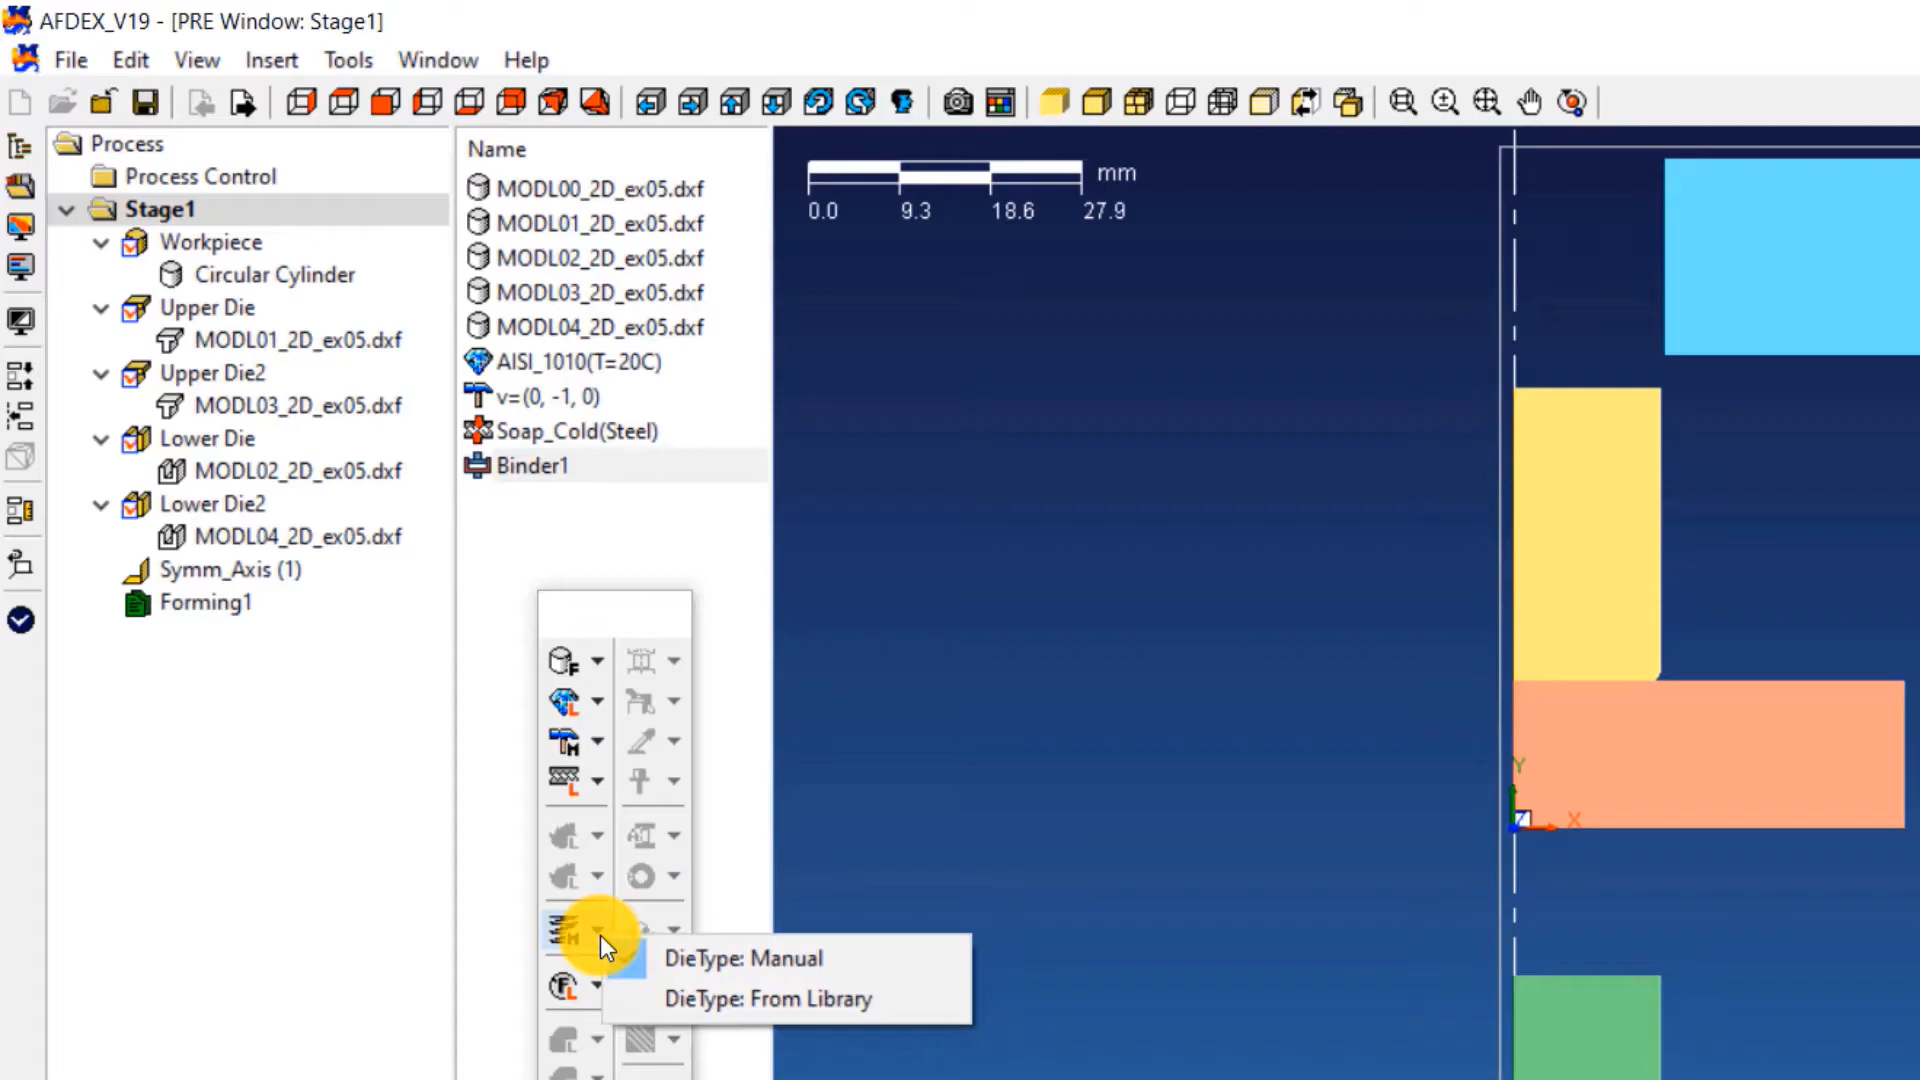 AFDEX_V19 - [PRE Window: Stage1]
File Edit View Insert Tools Window Help
Process
Process Control
Stage1
Workpiece
Circular Cylinder
Upper Die
MODL01_2D_ex05.dxf
Upper Die2
MODL03_2D_ex05.dxf
Lower Die
MODL02_2D_ex05.dxf
Lower Die2
MODL04_2D_ex05.dxf
Symm_Axis (1)
Forming1
Name
MODL00_2D_ex05.dxf
MODL01_2D_ex05.dxf
MODL02_2D_ex05.dxf
MODL03_2D_ex05.dxf
MODL04_2D_ex05.dxf
AISI_1010(T=20C)
v=(0, -1, 0)
Soap_Cold(Steel)
Binder1
mm
0.0 9.3 18.6 27.9
Y
Z X
DieType: Manual
DieType: From Library